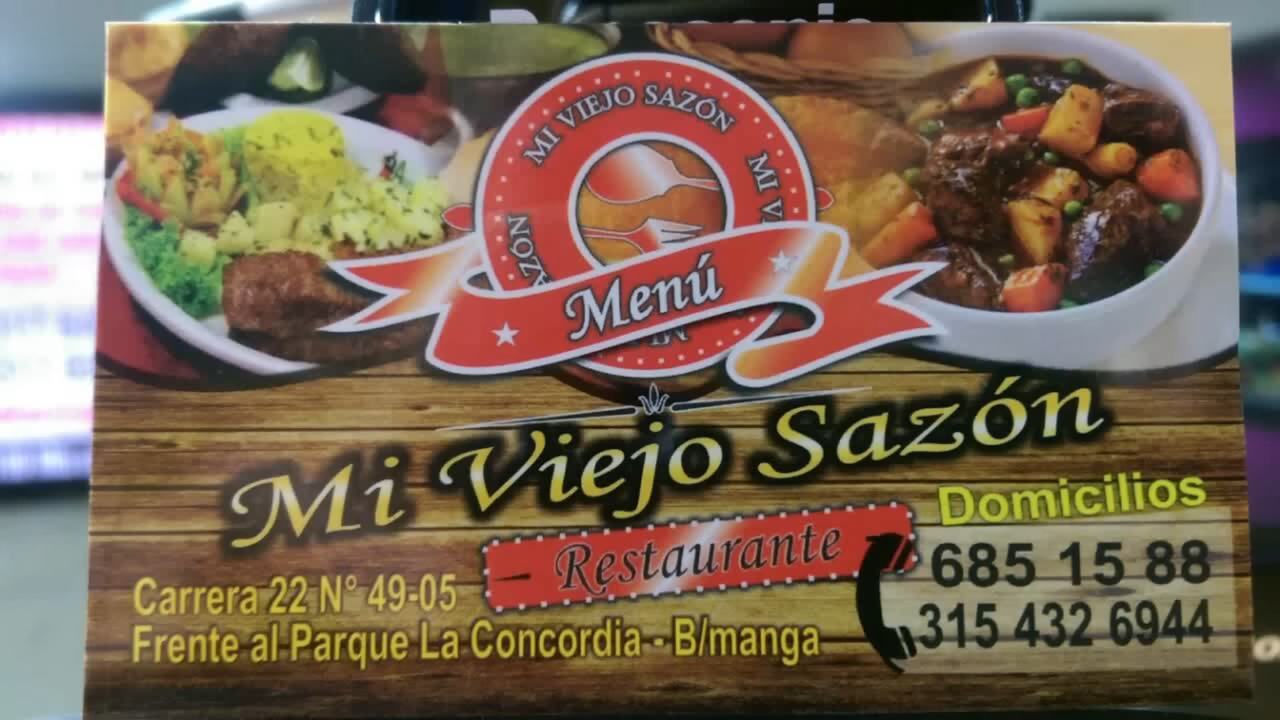 MI VIEJO SAZÓN
Menú
Mi Viejo Sazón
Restaurante
Domicilios
685 15 88
315 432 6944
Carrera 22 N° 49-05
Frente al Parque La Concordia - B/manga